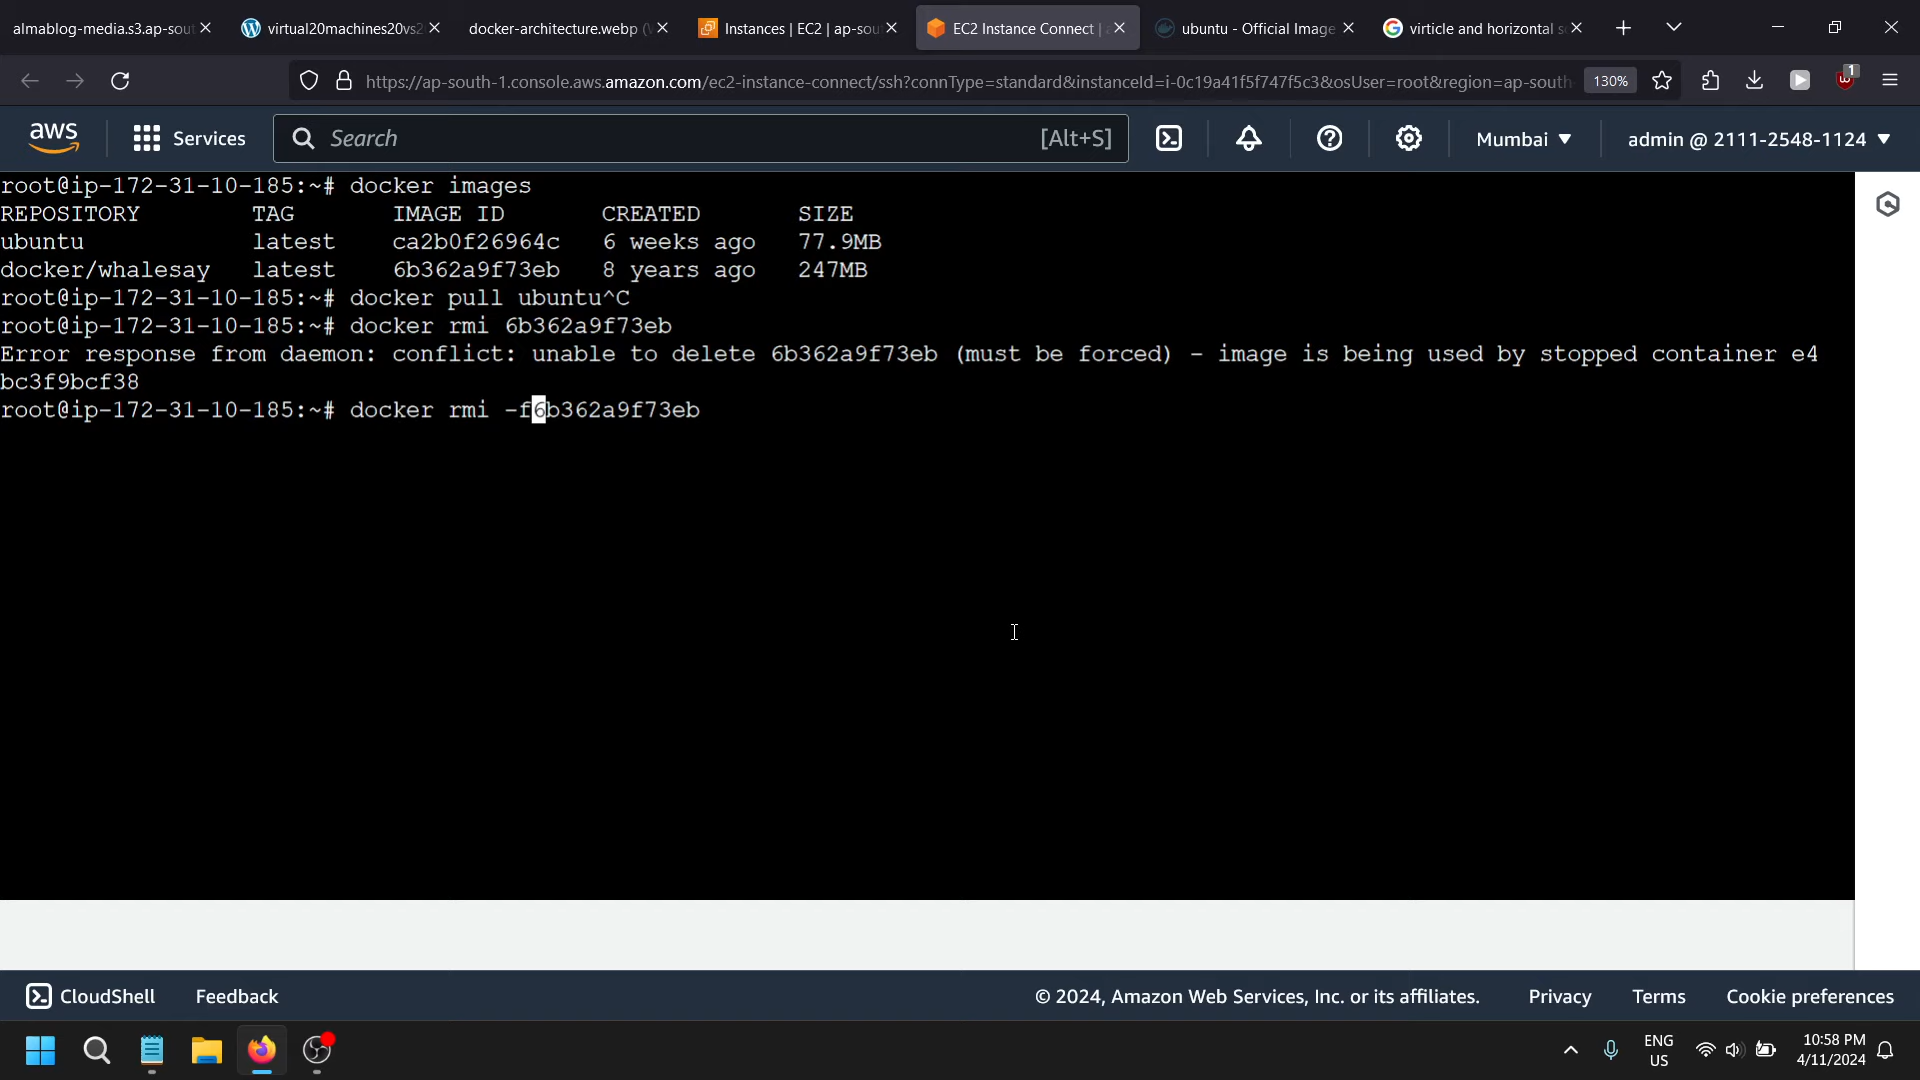 almablog-media.s3.ap-sout
virtual20machines20vs2
docker-architecture.webp (
Instances | EC2 | ap-sou
EC2 Instance Connect |
ubuntu - Official Image
virticle and horizontal s
https://ap-south-1.console.aws.amazon.com/ec2-instance-connect/ssh?connType=standard&instanceId=i-0c19a41f5f747f5c3&osUser=root&region=ap-south-
130%
1
aws
Services
Search
[Alt+S]
Mumbai
admin @ 2111-2548-1124
root@ip-172-31-10-185:~# docker images
REPOSITORY TAG IMAGE ID CREATED SIZE
ubuntu latest ca2b0f26964c 6 weeks ago 77.9MB
docker/whalesay latest 6b362a9f73eb 8 years ago 247MB
root@ip-172-31-10-185:~# docker pull ubuntu^C
root@ip-172-31-10-185:~# docker rmi 6b362a9f73eb
Error response from daemon: conflict: unable to delete 6b362a9f73eb (must be forced) - image is being used by stopped container e4
bc3f9bcf38
root@ip-172-31-10-185:~# docker rmi -f6b362a9f73eb
CloudShell
Feedback
© 2024, Amazon Web Services, Inc. or its affiliates.
Privacy
Terms
Cookie preferences
ENG
US
10:58 PM
4/11/2024